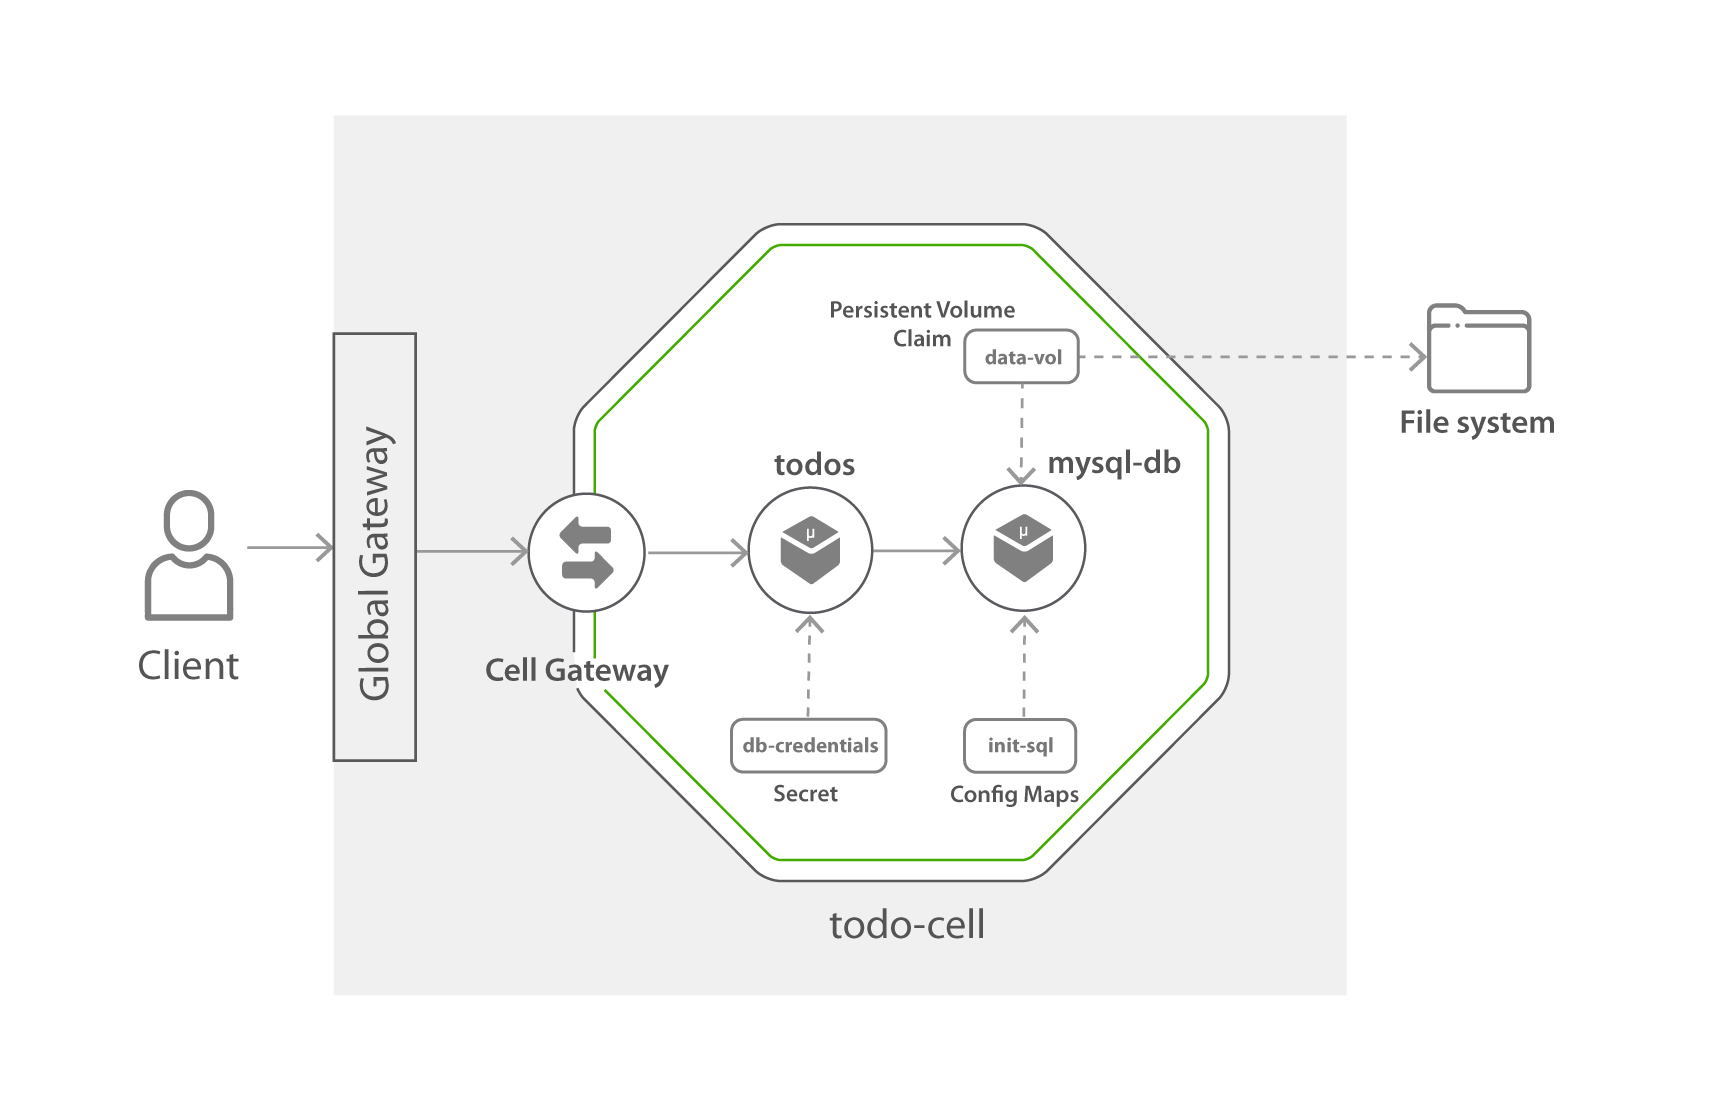 Persistent Volume
Claim
data-vol
File system
todos
mysql-db
µ
µ
Global Gateway
Client
Cell Gateway
db-credentials
init-sql
Secret
Config Maps
todo-cell